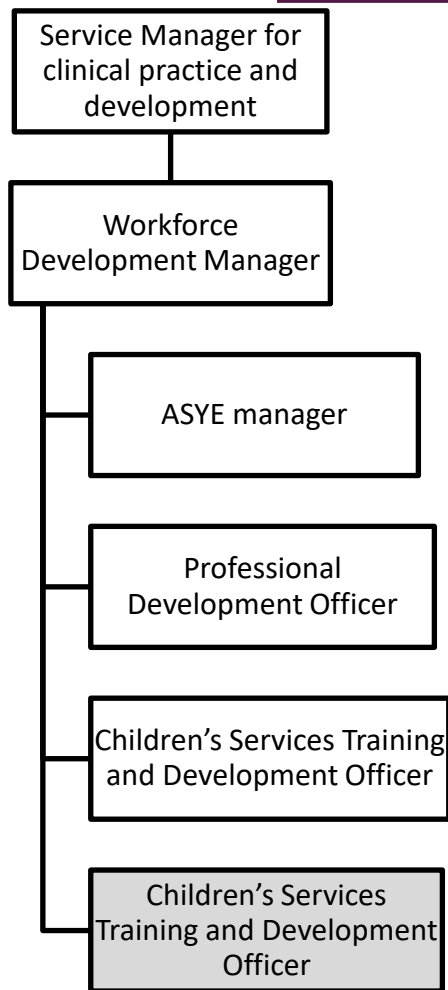 Service Manager for
clinical practice and
development
Workforce
Development Manager
ASYE manager
Professional
Development Officer
Children’s Services Training
and Development Officer
Children’s Services
Training and Development
Officer